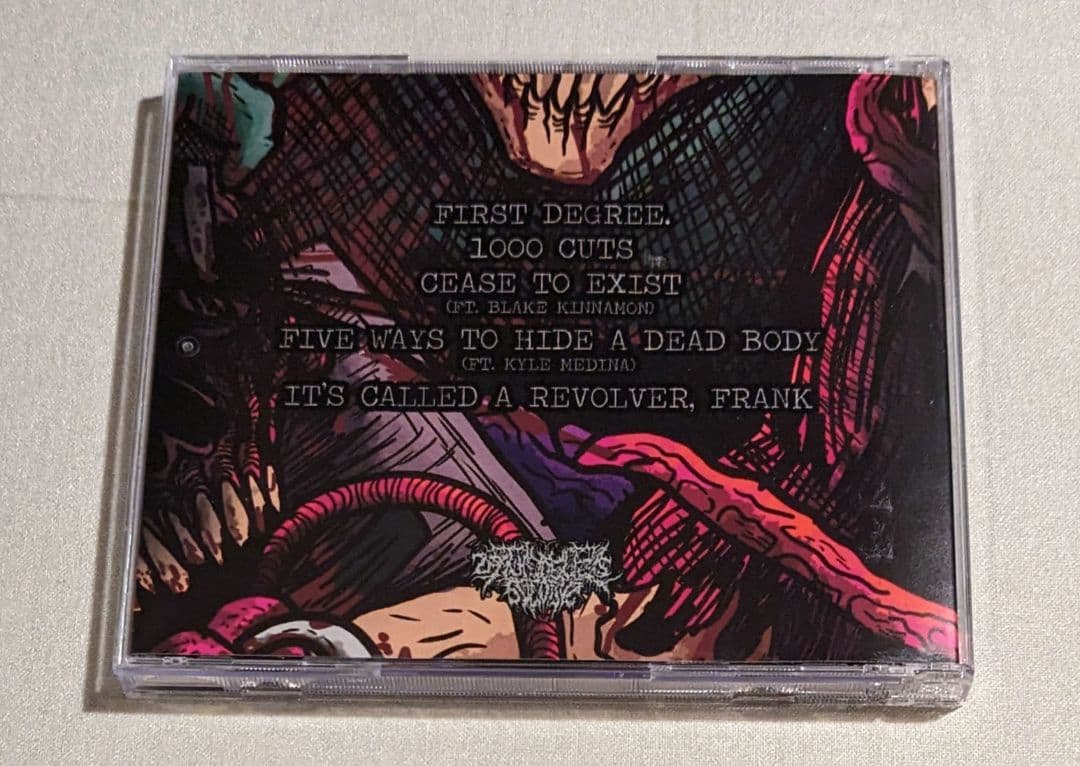 FIRST DEGREE.
1000 CUTS
CEASE TO EXIST
(FT. BLAKE KINNAMON)
FIVE WAYS TO HIDE A DEAD BODY
(FT. KYLE MEDINA)
IT'S CALLED A REVOLVER, FRANK.